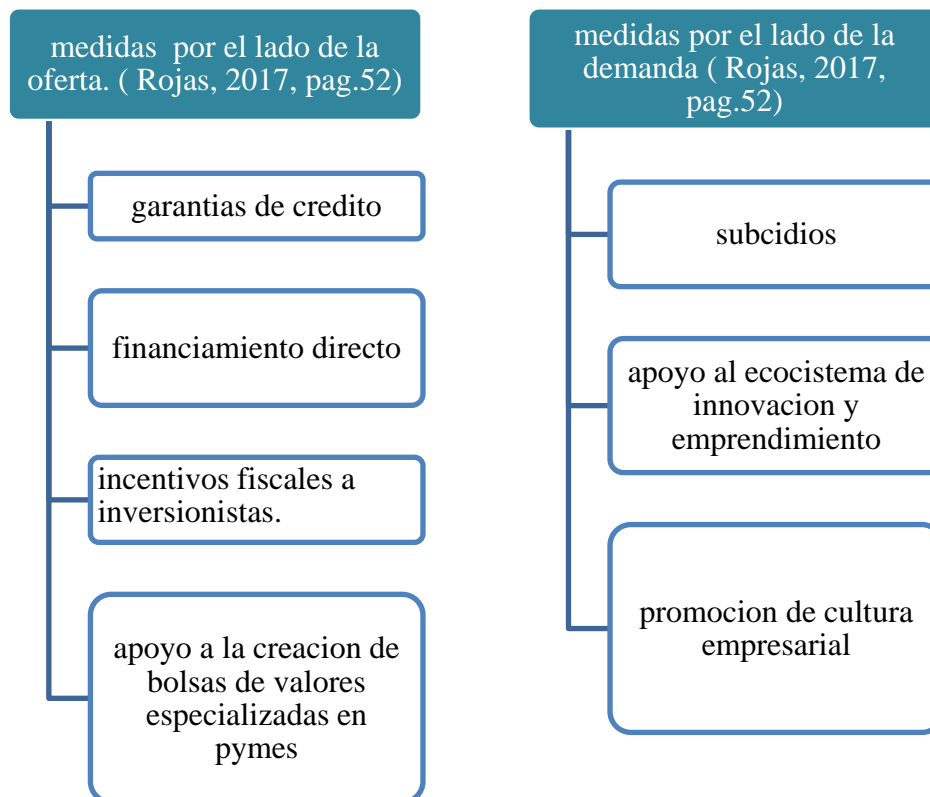 medidas  por el lado de la
oferta. ( Rojas, 2017, pag.52)
garantias de credito
financiamiento directo
incentivos fiscales a
inversionistas.
apoyo a la creacion de
bolsas de valores
especializadas en
pymes
medidas por el lado de la
demanda ( Rojas, 2017,
pag.52)
subcidios
apoyo al ecocistema de
innovacion y
emprendimiento
promocion de cultura
empresarial